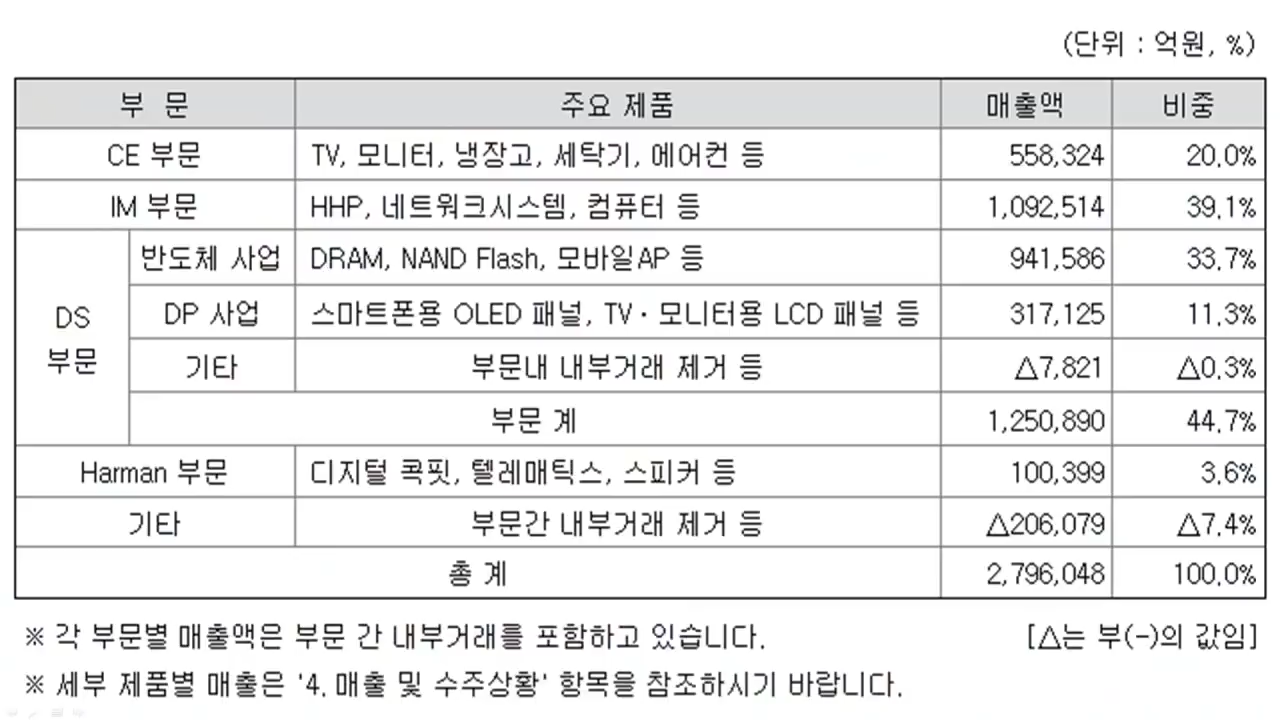 (단위 : 억원, %)
부 문 주요 제품 매출액 비중
CE 부문 TV, 모니터, 냉장고, 세탁기, 에어컨 등 558,324 20.0%
IM 부문 HHP, 네트워크시스템, 컴퓨터 등 1,092,514 39.1%
DS 부문 반도체 사업 DRAM, NAND Flash, 모바일AP 등 941,586 33.7%
DP 사업 스마트폰용 OLED 패널, TV · 모니터용 LCD 패널 등 317,125 11.3%
기타 부문내 내부거래 제거 등 △7,821 △0.3%
부문 계 1,250,890 44.7%
Harman 부문 디지털 콕핏, 텔레매틱스, 스피커 등 100,399 3.6%
기타 부문간 내부거래 제거 등 △206,079 △7.4%
총 계 2,796,048 100.0%
※ 각 부문별 매출액은 부문 간 내부거래를 포함하고 있습니다. [△는 부(-)의 값임]
※ 세부 제품별 매출은 '4. 매출 및 수주상황' 항목을 참조하시기 바랍니다.